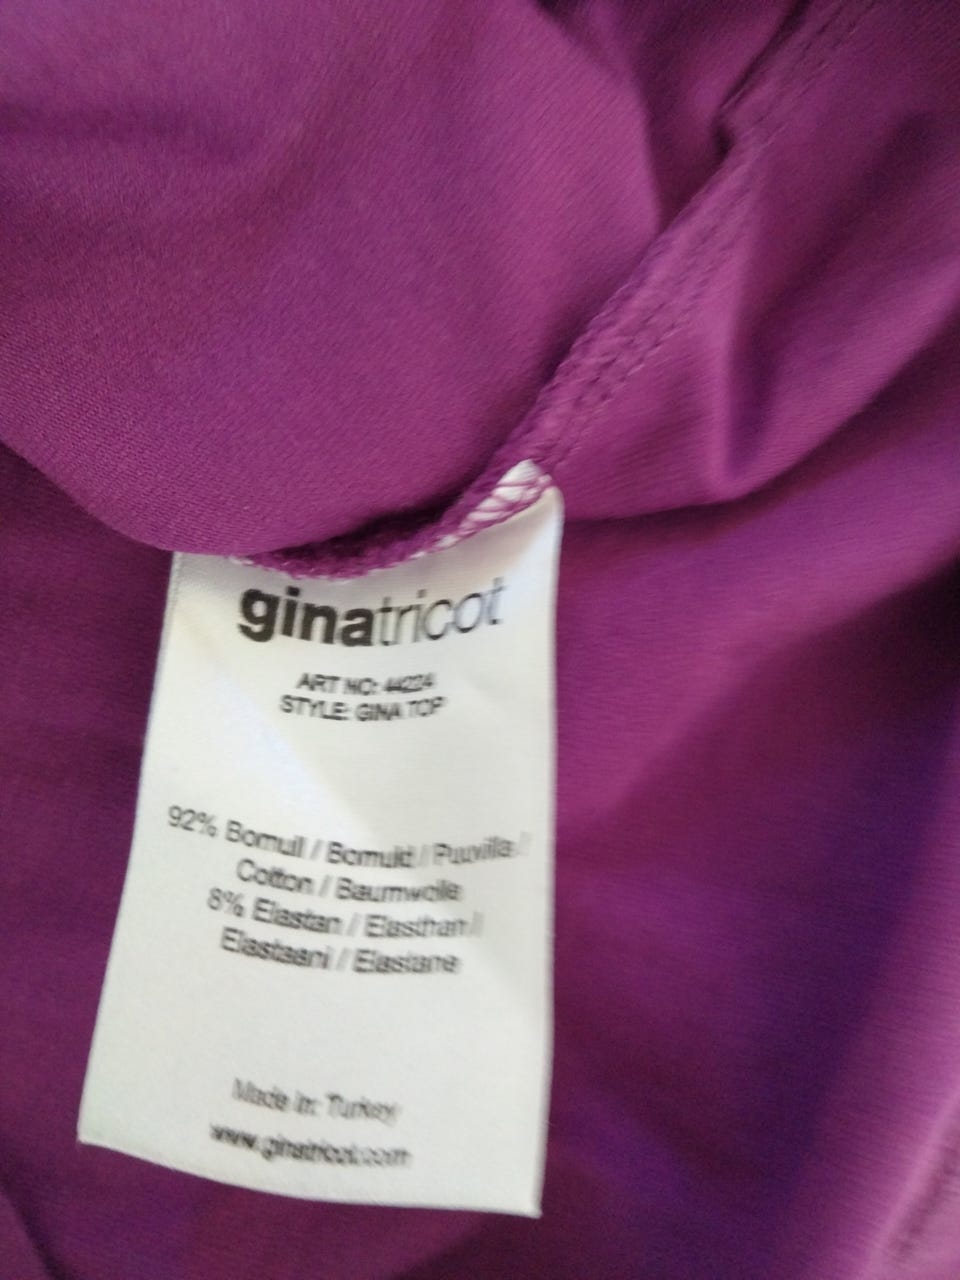 ginatricot
ART NO: 44224
STYLE: GINA TOP
92% Bomull / Bomuld / Puuvilla /
Cotton / Baumwolle
8% Elastan / Elasthan /
Elastaani / Elastane
Made in: Turkey
www.ginatricot.com